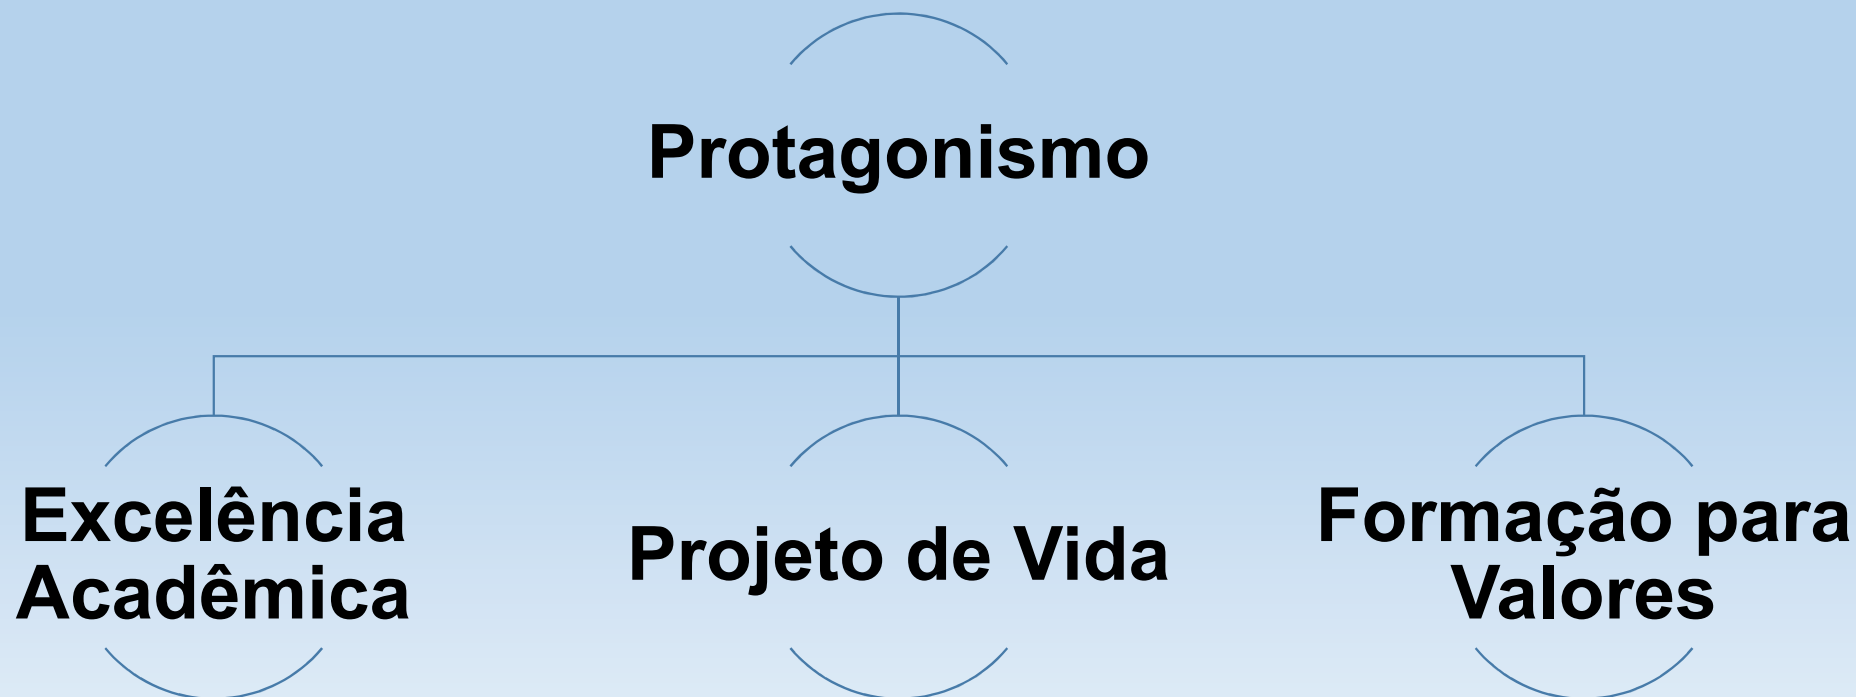 Protagonismo
Excelência
Acadêmica
Projeto de Vida
Formação para
Valores